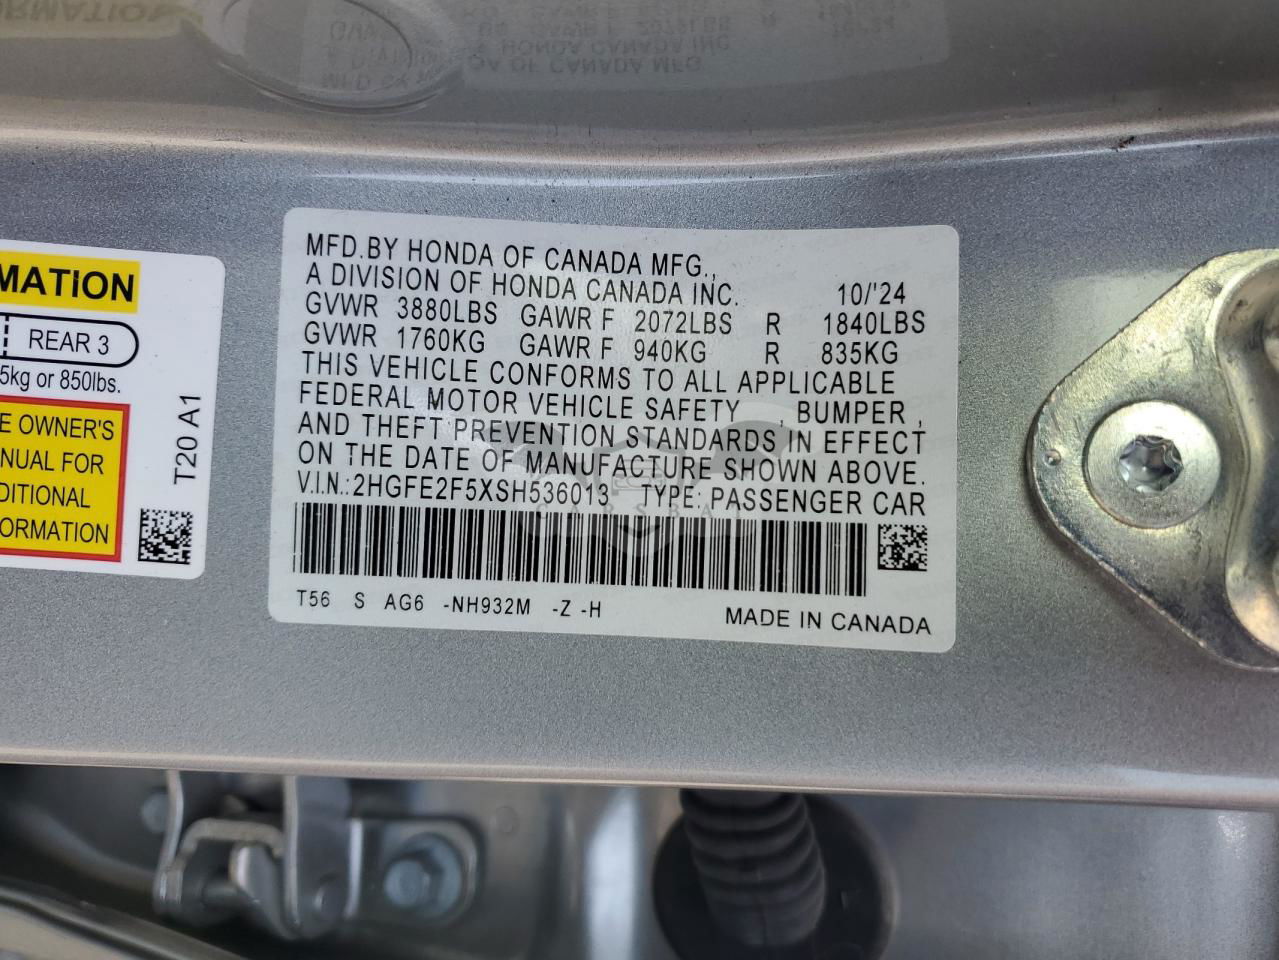 MFD.BY HONDA OF CANADA MFG.,
A DIVISION OF HONDA CANADA INC. 10/'24
GVWR 3880LBS GAWR F 2072LBS R 1840LBS
GVWR 1760KG GAWR F 940KG R 835KG
THIS VEHICLE CONFORMS TO ALL APPLICABLE
FEDERAL MOTOR VEHICLE SAFETY , BUMPER ,
AND THEFT PREVENTION STANDARDS IN EFFECT
ON THE DATE OF MANUFACTURE SHOWN ABOVE.
V.I.N.: 2HGFE2F5XSH536013 TYPE: PASSENGER CAR
T56 S AG6 -NH932M -Z -H MADE IN CANADA
MATION
REAR 3
5kg or 850lbs.
E OWNER'S
NUAL FOR
DITIONAL
FORMATION
T20 A1